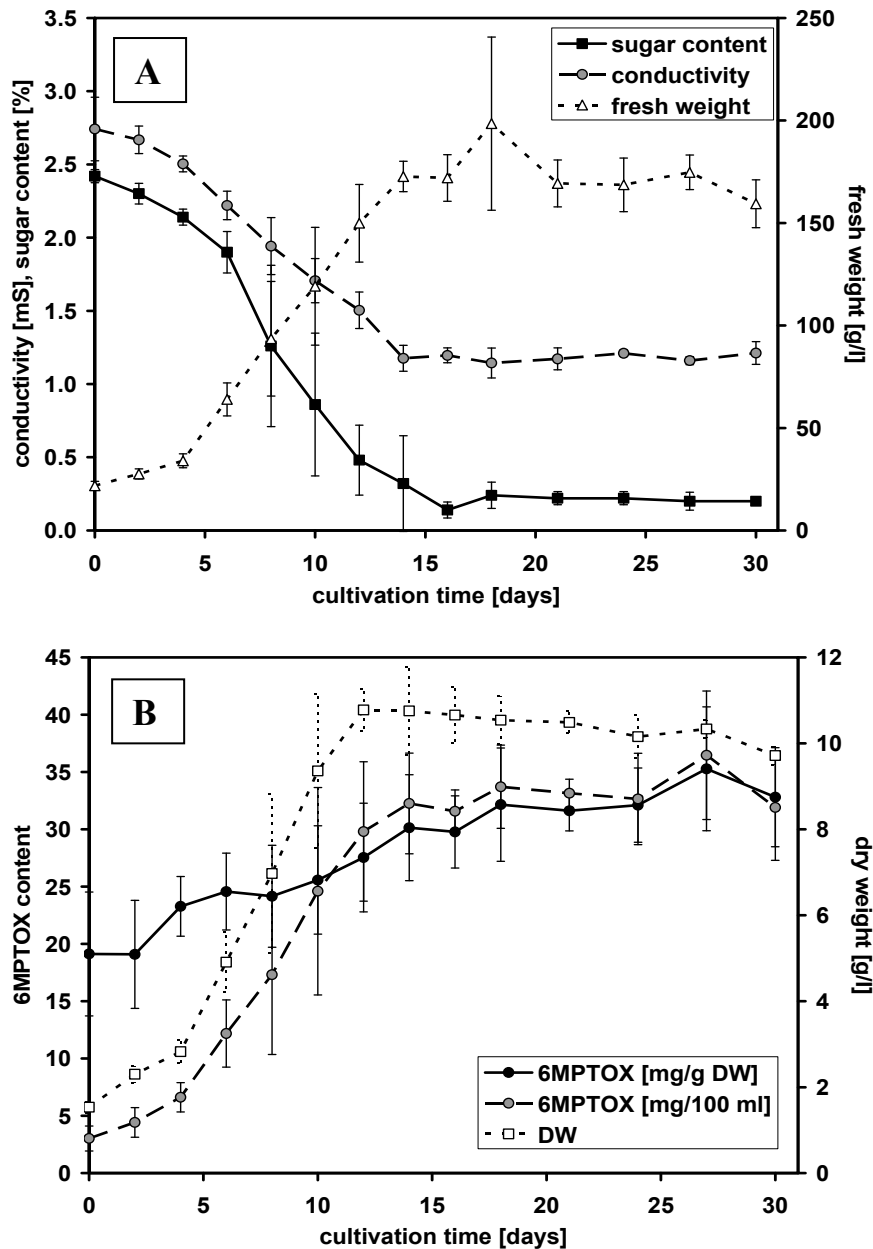 A
sugar content
conductivity
fresh weight
conductivity [mS], sugar content [%]
3.5
3.0
2.5
2.0
1.5
1.0
0.5
0.0
250
200
150
100
50
0
fresh weight [g/l]
0 5 10 15 20 25 30
cultivation time [days]
B
6MPTOX content
45
40
35
30
25
20
15
10
5
0
12
10
8
6
4
2
0
dry weight [g/l]
6MPTOX [mg/g DW]
6MPTOX [mg/100 ml]
DW
0 5 10 15 20 25 30
cultivation time [days]